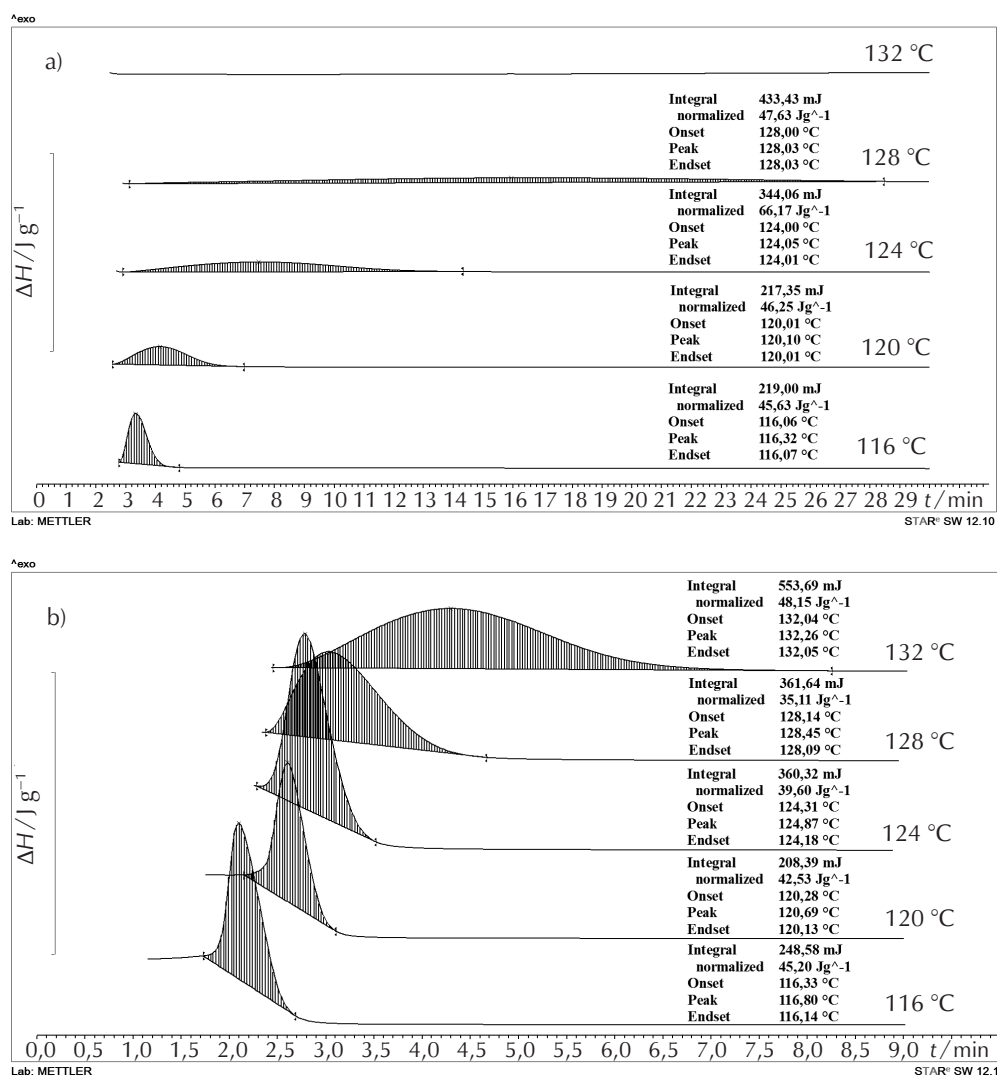 ^exo
a)
132 °C
Integral 433,43 mJ
normalized 47,63 Jg^-1
Onset 128,00 °C
Peak 128,03 °C
Endset 128,03 °C
128 °C
Integral 344,06 mJ
normalized 66,17 Jg^-1
Onset 124,00 °C
Peak 124,05 °C
Endset 124,01 °C
124 °C
ΔH/J g⁻¹
Integral 217,35 mJ
normalized 46,25 Jg^-1
Onset 120,01 °C
Peak 120,10 °C
Endset 120,01 °C
120 °C
Integral 219,00 mJ
normalized 45,63 Jg^-1
Onset 116,06 °C
Peak 116,32 °C
Endset 116,07 °C
116 °C
0 1 2 3 4 5 6 7 8 9 10 11 12 13 14 15 16 17 18 19 20 21 22 23 24 25 26 27 28 29 t/min
Lab: METTLER STARᵉ SW 12.10
^exo
b)
Integral 553,69 mJ
normalized 48,15 Jg^-1
Onset 132,04 °C
Peak 132,26 °C
Endset 132,05 °C
132 °C
Integral 361,64 mJ
normalized 35,11 Jg^-1
Onset 128,14 °C
Peak 128,45 °C
Endset 128,09 °C
128 °C
ΔH/J g⁻¹
Integral 360,32 mJ
normalized 39,60 Jg^-1
Onset 124,31 °C
Peak 124,87 °C
Endset 124,18 °C
124 °C
Integral 208,39 mJ
normalized 42,53 Jg^-1
Onset 120,28 °C
Peak 120,69 °C
Endset 120,13 °C
120 °C
Integral 248,58 mJ
normalized 45,20 Jg^-1
Onset 116,33 °C
Peak 116,80 °C
Endset 116,14 °C
116 °C
0,0 0,5 1,0 1,5 2,0 2,5 3,0 3,5 4,0 4,5 5,0 5,5 6,0 6,5 7,0 7,5 8,0 8,5 9,0 t/min
Lab: METTLER STARᵉ SW 12.1